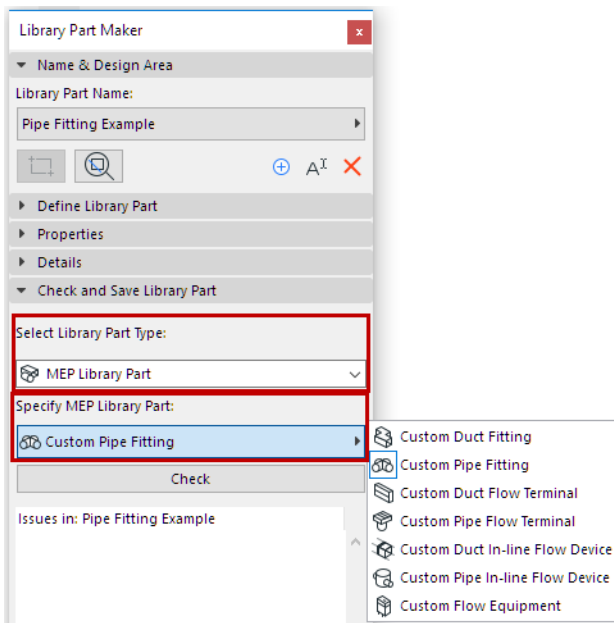 Library Part Maker
x
Name & Design Area
Library Part Name:
Pipe Fitting Example
A
Define Library Part
Properties
Details
Check and Save Library Part
Select Library Part Type:
MEP Library Part
Specify MEP Library Part:
Custom Pipe Fitting
Check
Issues in: Pipe Fitting Example
Custom Duct Fitting
Custom Pipe Fitting
Custom Duct Flow Terminal
Custom Pipe Flow Terminal
Custom Duct In-line Flow Device
Custom Pipe In-line Flow Device
Custom Flow Equipment